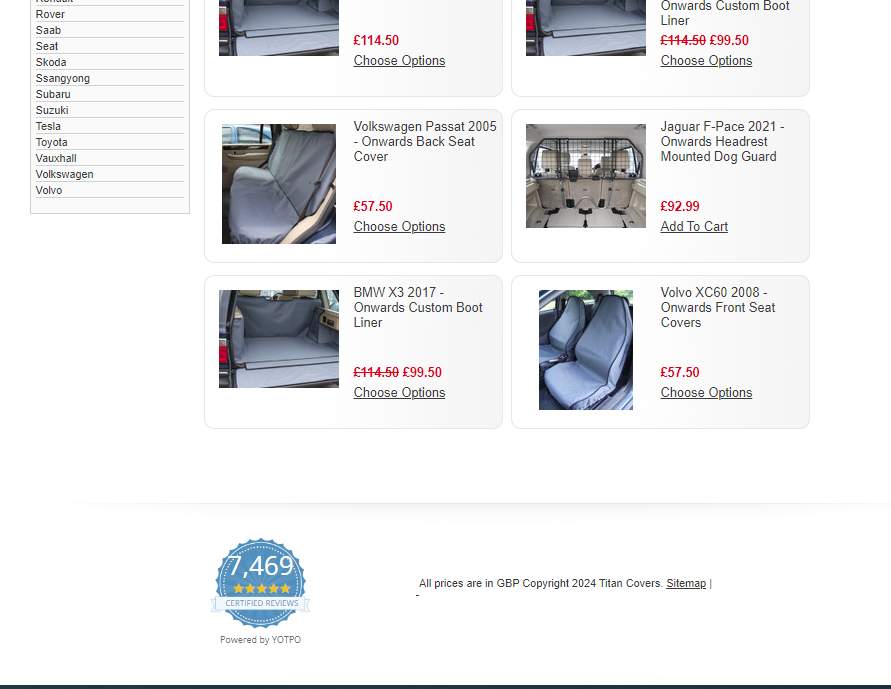 Rover
Saab
Seat
Skoda
Ssangyong
Subaru
Suzuki
Tesla
Toyota
Vauxhall
Volkswagen
Volvo
£114.50
Choose Options
Onwards Custom Boot
Liner
£114.50 £99.50
Choose Options
Volkswagen Passat 2005
- Onwards Back Seat
Cover
£57.50
Choose Options
Jaguar F-Pace 2021 -
Onwards Headrest
Mounted Dog Guard
£92.99
Add To Cart
BMW X3 2017 -
Onwards Custom Boot
Liner
£114.50 £99.50
Choose Options
Volvo XC60 2008 -
Onwards Front Seat
Covers
£57.50
Choose Options
7,469
CERTIFIED REVIEWS
Powered by YOTPO
All prices are in GBP Copyright 2024 Titan Covers. Sitemap |
-